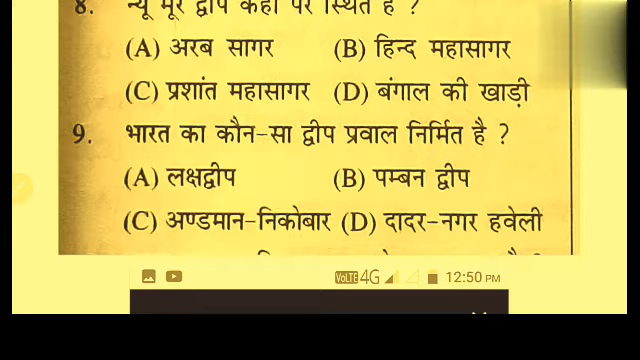 8. न्यू मूर द्वीप कहाँ पर स्थित है ?
(A) अरब सागर (B) हिन्द महासागर
(C) प्रशांत महासागर (D) बंगाल की खाड़ी
9. भारत का कौन-सा द्वीप प्रवाल निर्मित है ?
(A) लक्षद्वीप (B) पम्बन द्वीप
(C) अण्डमान-निकोबार (D) दादर-नगर हवेली
VoLTE 4G 12:50 PM